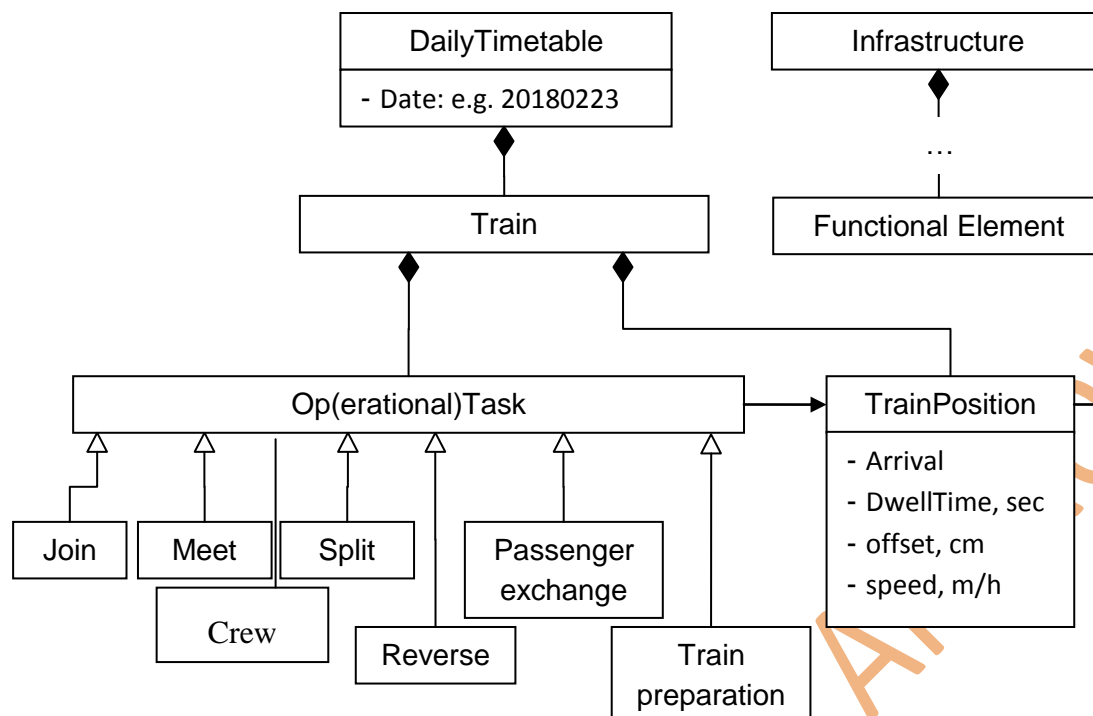 DailyTimetable
- Date: e.g. 20180223
Infrastructure
...
Train
Functional Element
Op(erational)Task
TrainPosition
- Arrival
- DwellTime, sec
- offset, cm
- speed, m/h
Join
Meet
Split
Passenger
exchange
Crew
Reverse
Train
preparation